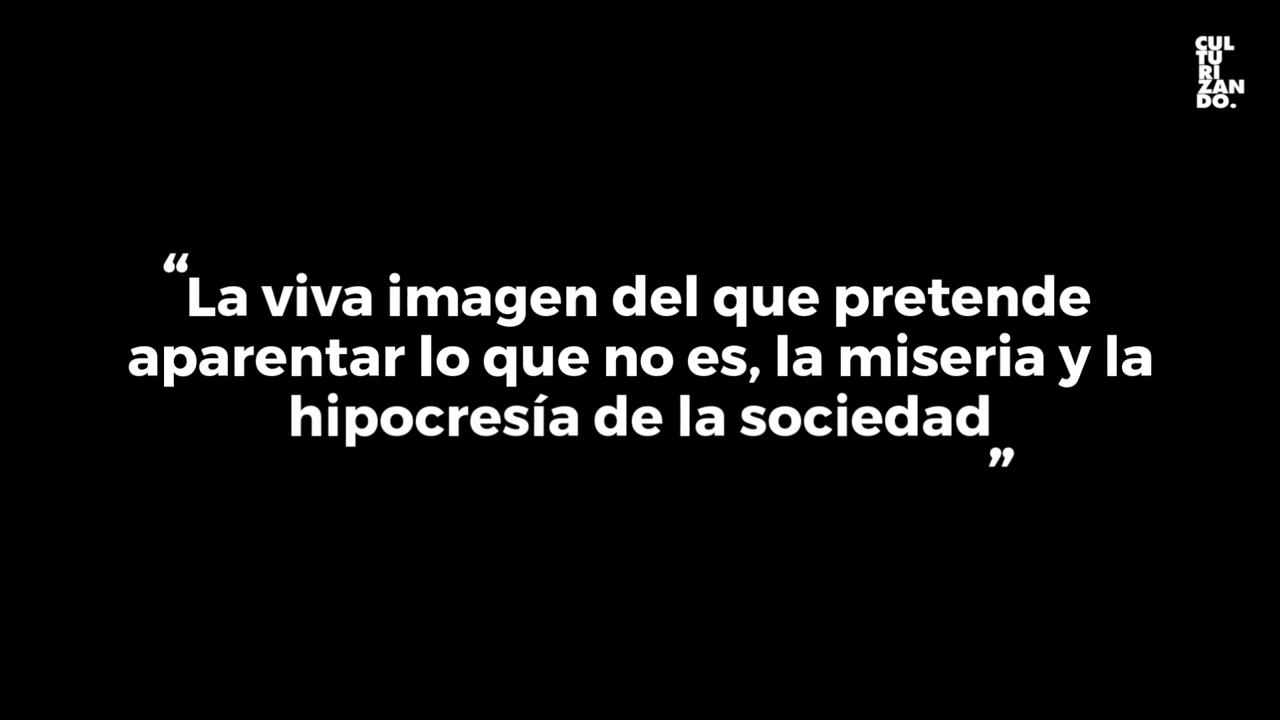 CUL
TU
RI
ZAN
DO.
“La viva imagen del que pretende
aparentar lo que no es, la miseria y la
hipocresía de la sociedad”